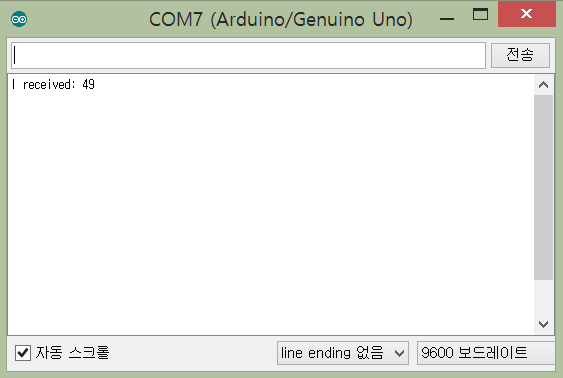 COM7 (Arduino/Genuino Uno)
전송
I received: 49
자동 스크롤
line ending 없음
9600 보드레이트